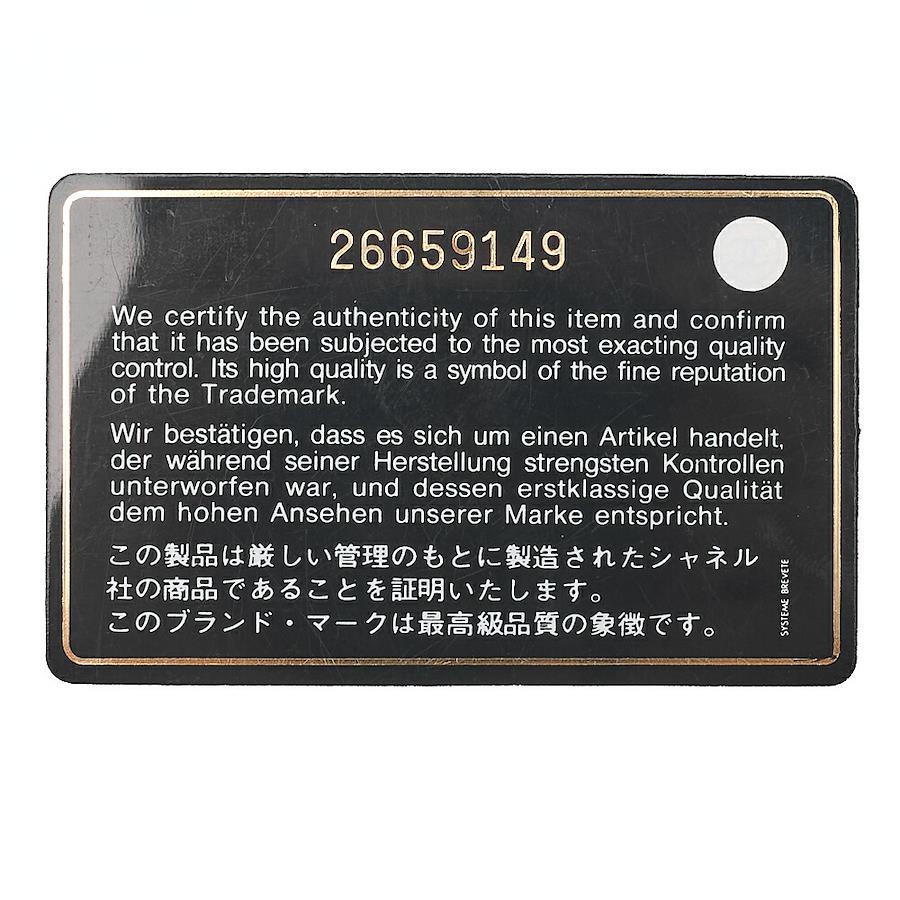 26659149
We certify the authenticity of this item and confirm
that it has been subjected to the most exacting quality
control. Its high quality is a symbol of the fine reputation
of the Trademark.
Wir bestätigen, dass es sich um einen Artikel handelt,
der während seiner Herstellung strengsten Kontrollen
unterworfen war, und dessen erstklassige Qualität
dem hohen Ansehen unserer Marke entspricht.
この製品は厳しい管理のもとに製造されたシャネル
社の商品であることを証明いたします。
このブランド・マークは最高級品質の象徴です。
SYSTEME BREVETE